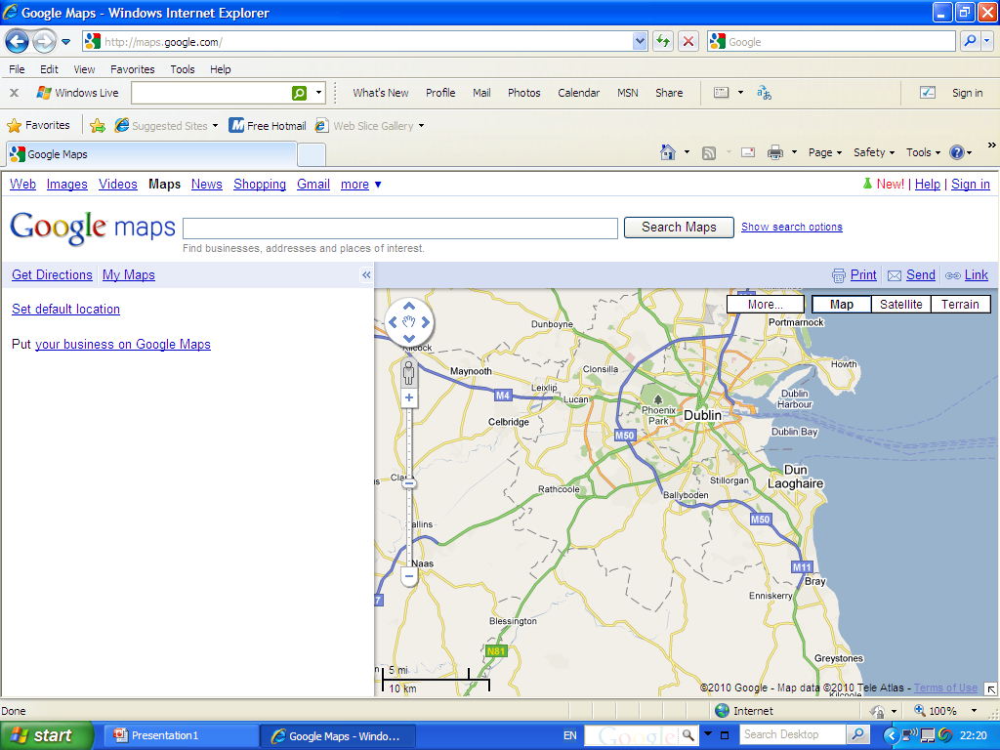 Google Maps - Windows Internet Explorer
http://maps.google.com/
Google
File Edit View Favorites Tools Help
Windows Live What's New Profile Mail Photos Calendar MSN Share Sign in
Favorites Suggested Sites Free Hotmail Web Slice Gallery
Google Maps Page Safety Tools
Web Images Videos Maps News Shopping Gmail more New! | Help | Sign in
Google maps Search Maps Show search options
Find businesses, addresses and places of interest.
Get Directions My Maps Print Send Link
Set default location
Put your business on Google Maps
More... Map Satellite Terrain
Dunboyne
Portmarnock
Kilcock
Howth
Maynooth
Clonsilla
Leixlip
M4
Lucan
Dublin Harbour
Phoenix Park
Celbridge
Dublin
M50
Dublin Bay
Dun Laoghaire
Stillorgan
Rathcoole
Ballyboden
M50
Naas
M11
Bray
Enniskerry
Blessington
N81
Greystones
Kilcoole
5 mi
10 km
©2010 Google - Map data ©2010 Tele Atlas - Terms of Use
Done Internet 100%
start Presentation1 Google Maps - Windo... EN Google Search Desktop 22:20